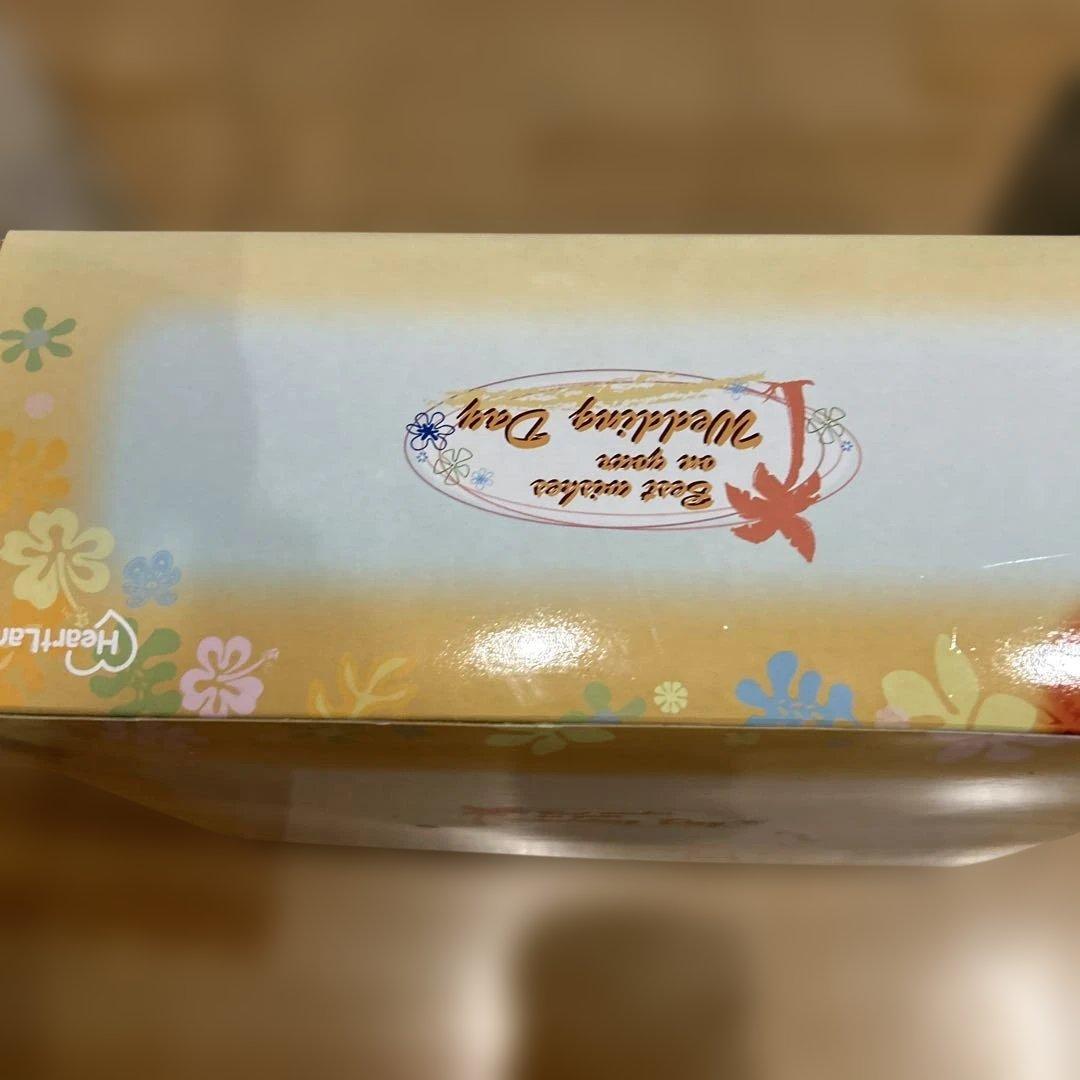 Best wishes
on your
Wedding Day
HeartLan